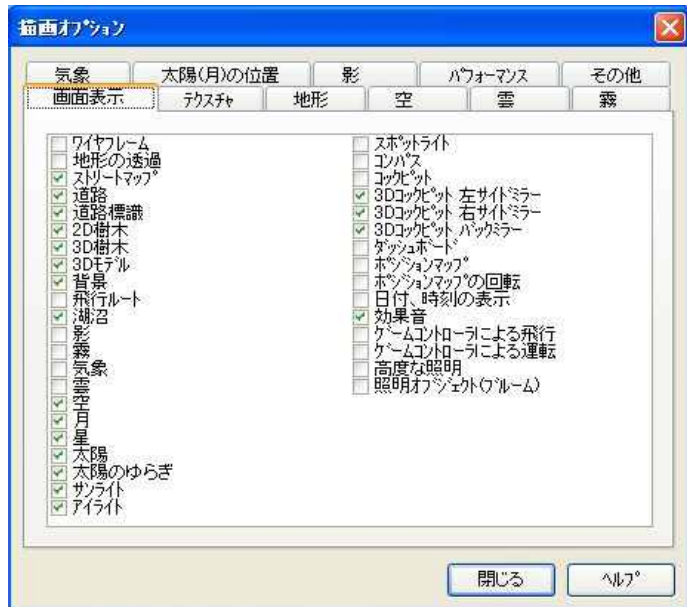 描画ｵﾌﾟｼｮﾝ
気象 太陽(月)の位置 影 ﾊﾟﾌｫｰﾏﾝｽ その他
画面表示 ﾃｸｽﾁｬ 地形 空 雲 霧
ﾜｲﾔﾌﾚｰﾑ
地形の透過
ｽﾄﾘｰﾄﾏｯﾌﾟ
道路
道路標識
2D樹木
3D樹木
3Dﾓﾃﾞﾙ
背景
飛行ﾙｰﾄ
湖沼
影
霧
気象
雲
空
月
星
太陽
太陽のゆらぎ
ｻﾝﾗｲﾄ
ｱｲﾗｲﾄ
ｽﾎﾟｯﾄﾗｲﾄ
ｺﾝﾊﾟｽ
ｺｯｸﾋﾟｯﾄ
3Dｺｯｸﾋﾟｯﾄ 左ｻｲﾄﾞﾐﾗｰ
3Dｺｯｸﾋﾟｯﾄ 右ｻｲﾄﾞﾐﾗｰ
3Dｺｯｸﾋﾟｯﾄ ﾊﾞｯｸﾐﾗｰ
ﾀﾞｯｼｭﾎﾞｰﾄﾞ
ﾎﾟｼﾞｼｮﾝﾏｯﾌﾟ
ﾎﾟｼﾞｼｮﾝﾏｯﾌﾟの回転
日付、時刻の表示
効果音
ｹﾞｰﾑｺﾝﾄﾛｰﾗによる飛行
ｹﾞｰﾑｺﾝﾄﾛｰﾗによる運転
高度な照明
照明ｵﾌﾞｼﾞｪｸﾄ(ﾌﾞﾙｰﾑ)
閉じる ﾍﾙﾌﾟ